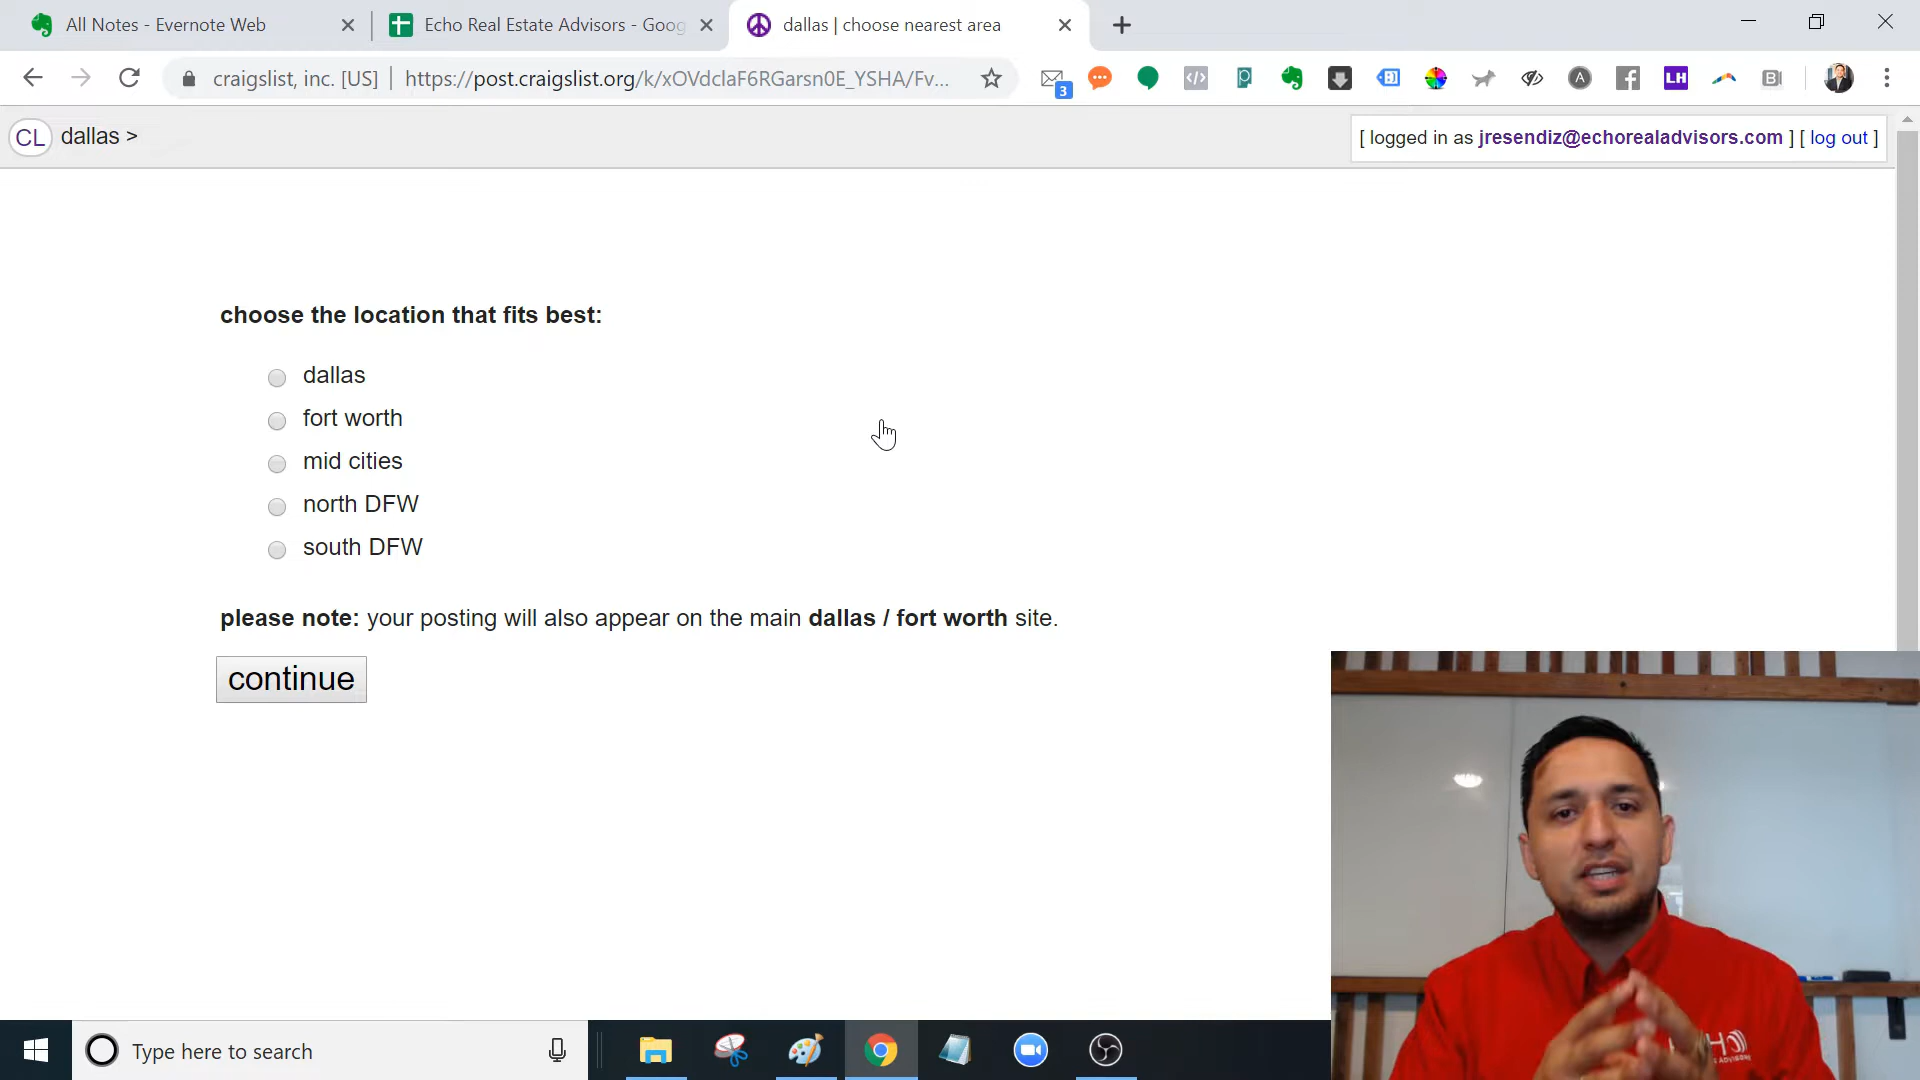 All Notes - Evernote Web
Echo Real Estate Advisors - Goog
dallas | choose nearest area
craigslist, inc. [US]
https://post.craigslist.org/k/xOVdclaF6RGarsn0E_YSHA/Fv...
3
LH
A
B
CL
dallas >
[ logged in as jresendiz@echorealadvisors.com ] [ log out ]
choose the location that fits best:
dallas
fort worth
mid cities
north DFW
south DFW
please note: your posting will also appear on the main dallas / fort worth site.
continue
Type here to search